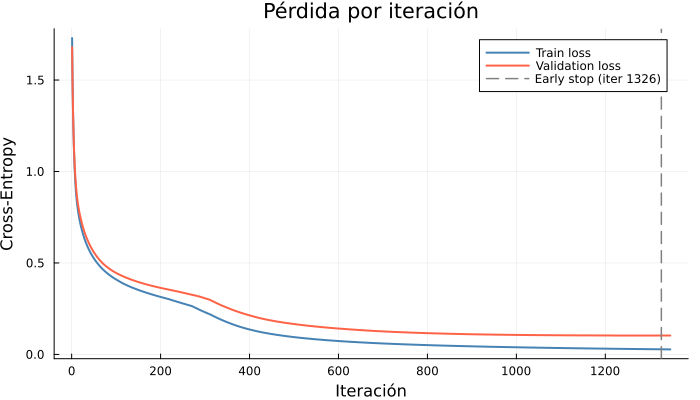 Pérdida por iteración
Train loss
Validation loss
Early stop (iter 1326)
Cross-Entropy
1.5
1.0
0.5
0.0
0 200 400 600 800 1000 1200
Iteración